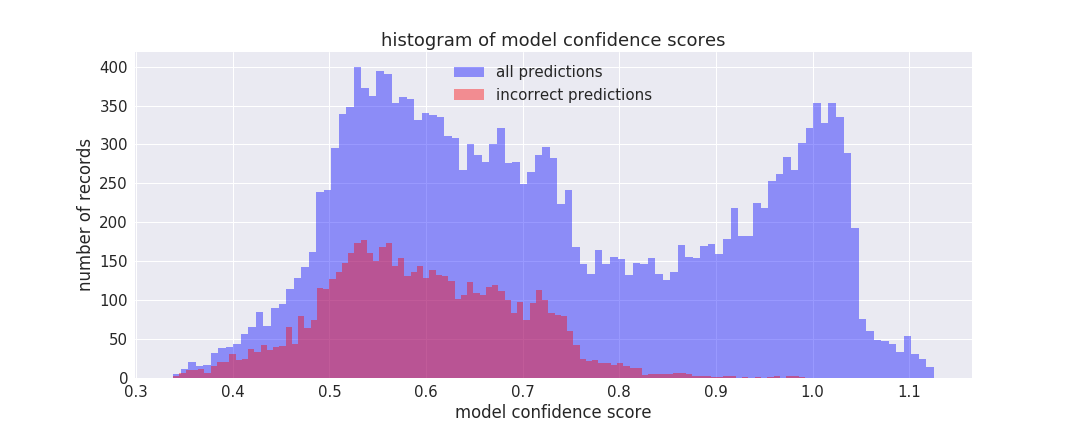 histogram of model confidence scores
all predictions
incorrect predictions
number of records
400
350
300
250
200
150
100
50
0
0.3 0.4 0.5 0.6 0.7 0.8 0.9 1.0 1.1
model confidence score